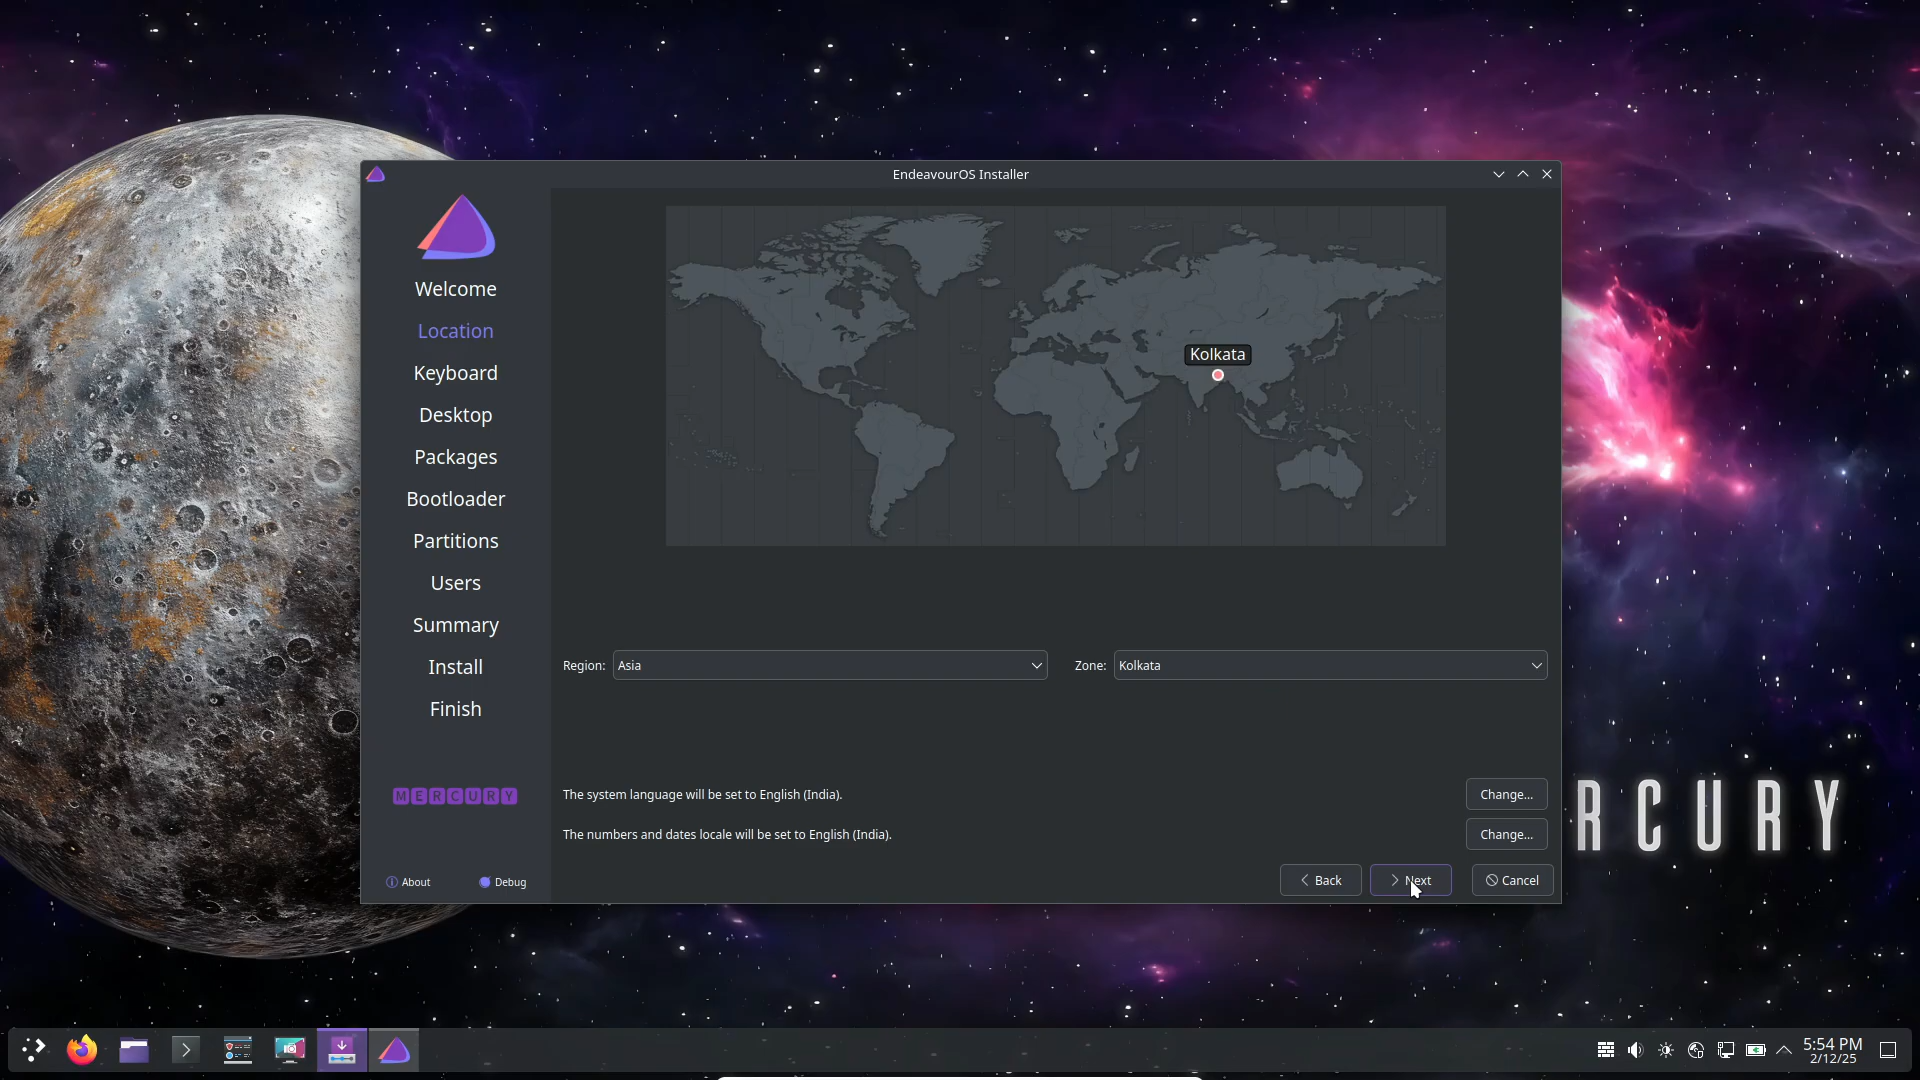 EndeavourOS Installer
Welcome
Location
Keyboard
Desktop
Packages
Bootloader
Partitions
Users
Summary
Install
Finish
MERCURY
About
Debug
Kolkata
Region: Asia
Zone: Kolkata
The system language will be set to English (India).
Change...
The numbers and dates locale will be set to English (India).
Change...
Back
Next
Cancel
RCURY
5:54 PM
2/12/25